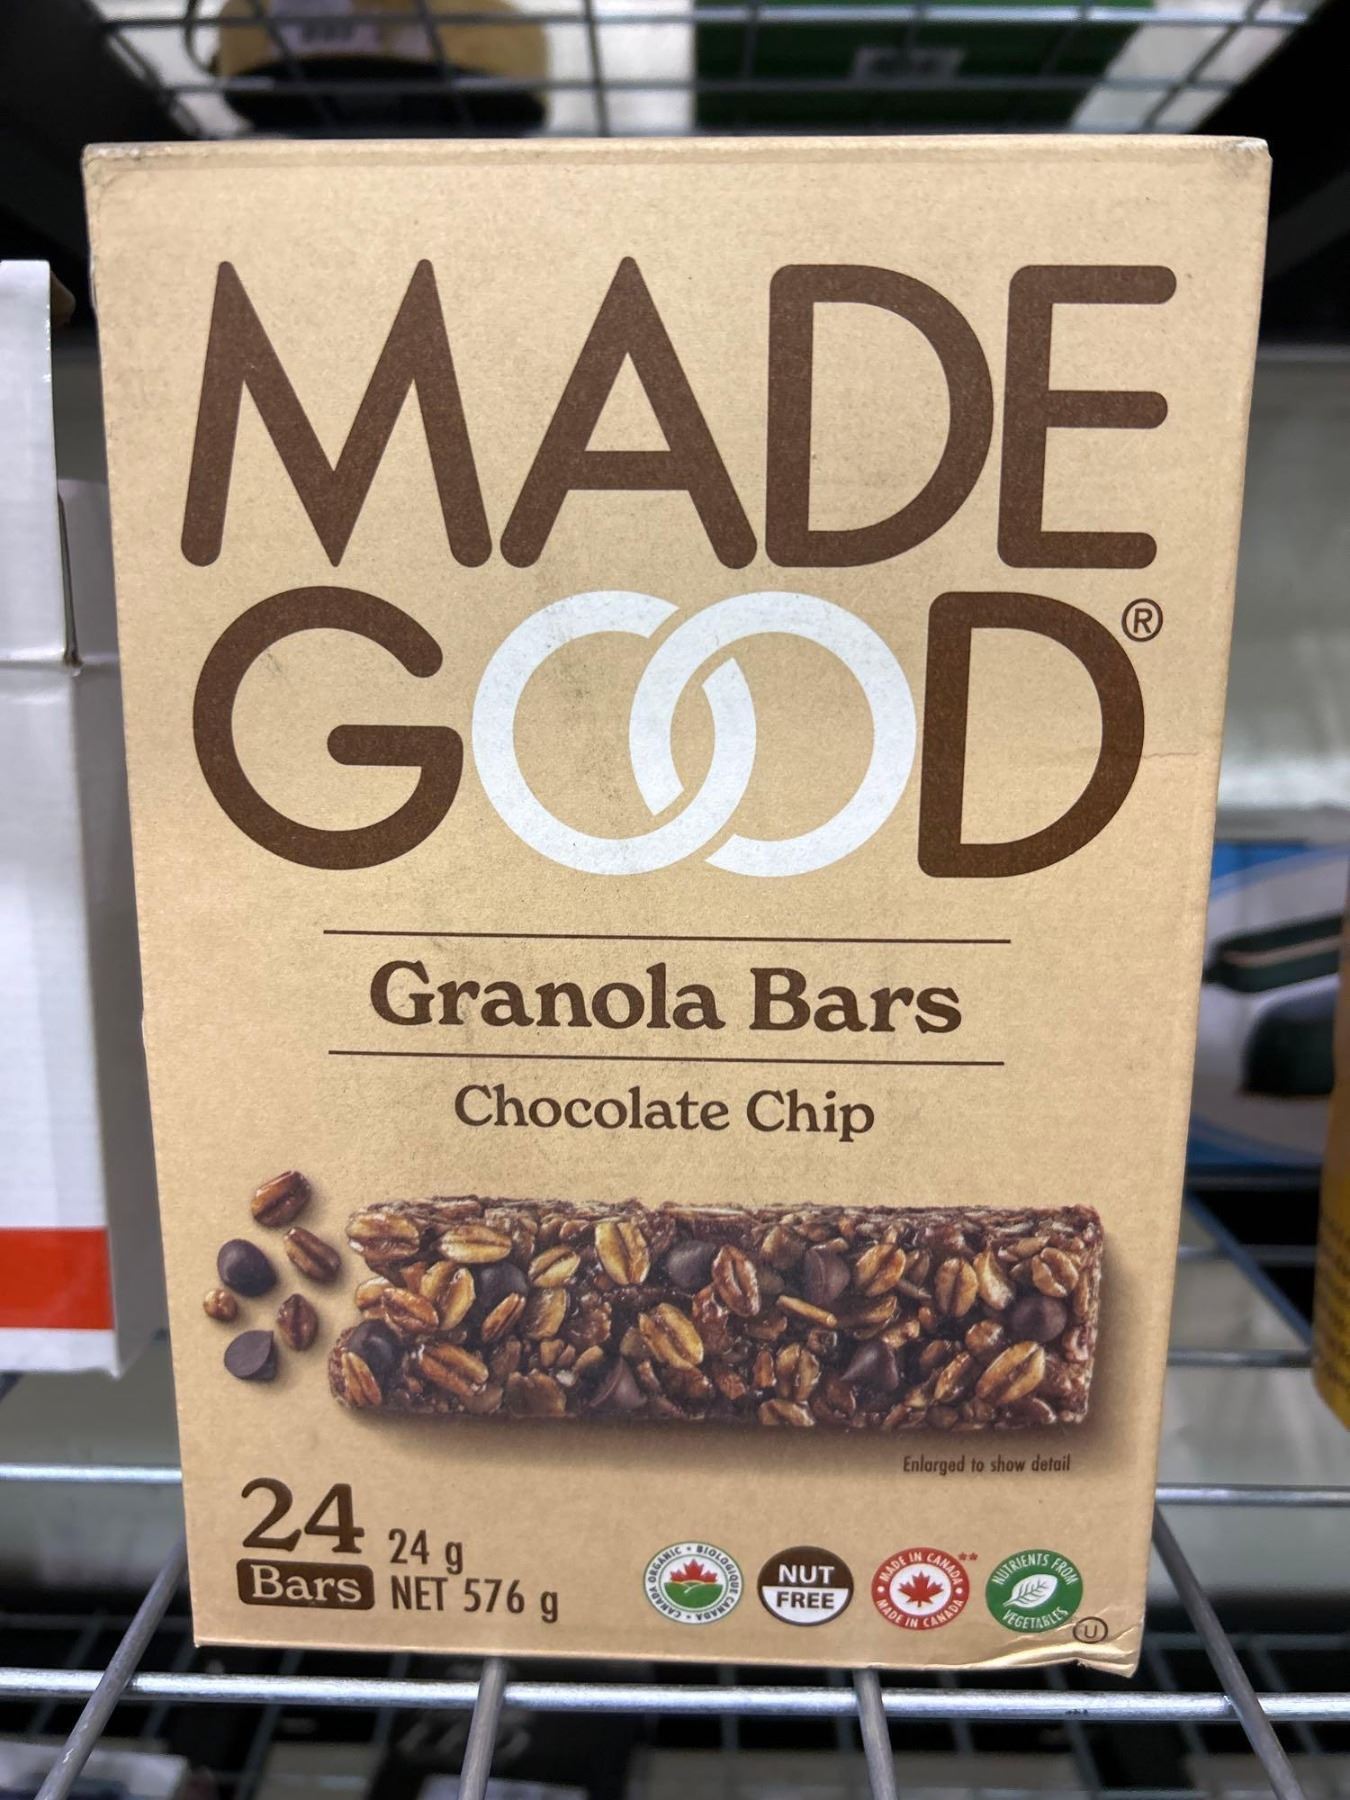 MADE
GOOD®
Granola Bars
Chocolate Chip
Enlarged to show detail
24
Bars
24 g
NET 576 g
CANADA ORGANIC • BIOLOGIQUE CANADA •
NUT
FREE
MADE IN CANADA**
MADE IN CANADA
NUTRIENTS FROM
VEGETABLES
U